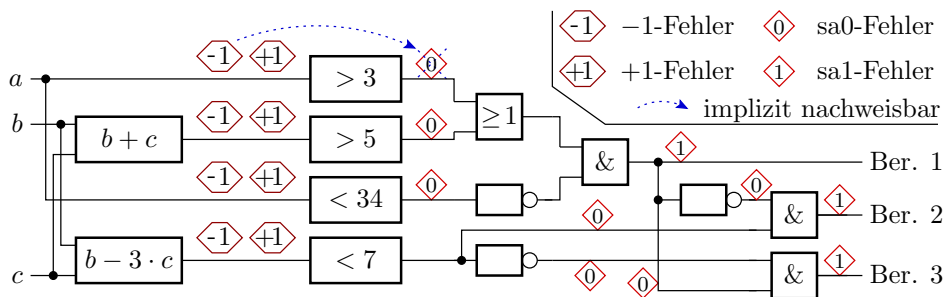 -1 −1-Fehler 0 sa0-Fehler
+1 +1-Fehler 1 sa1-Fehler
implizit nachweisbar
-1 +1 0
a > 3
b b + c -1 +1 > 5 0 ≥1
-1 +1 < 34 0 & 1 Ber. 1
0 & 1 Ber. 2
0
c b − 3 · c -1 +1 < 7
0 0 & 1 Ber. 3